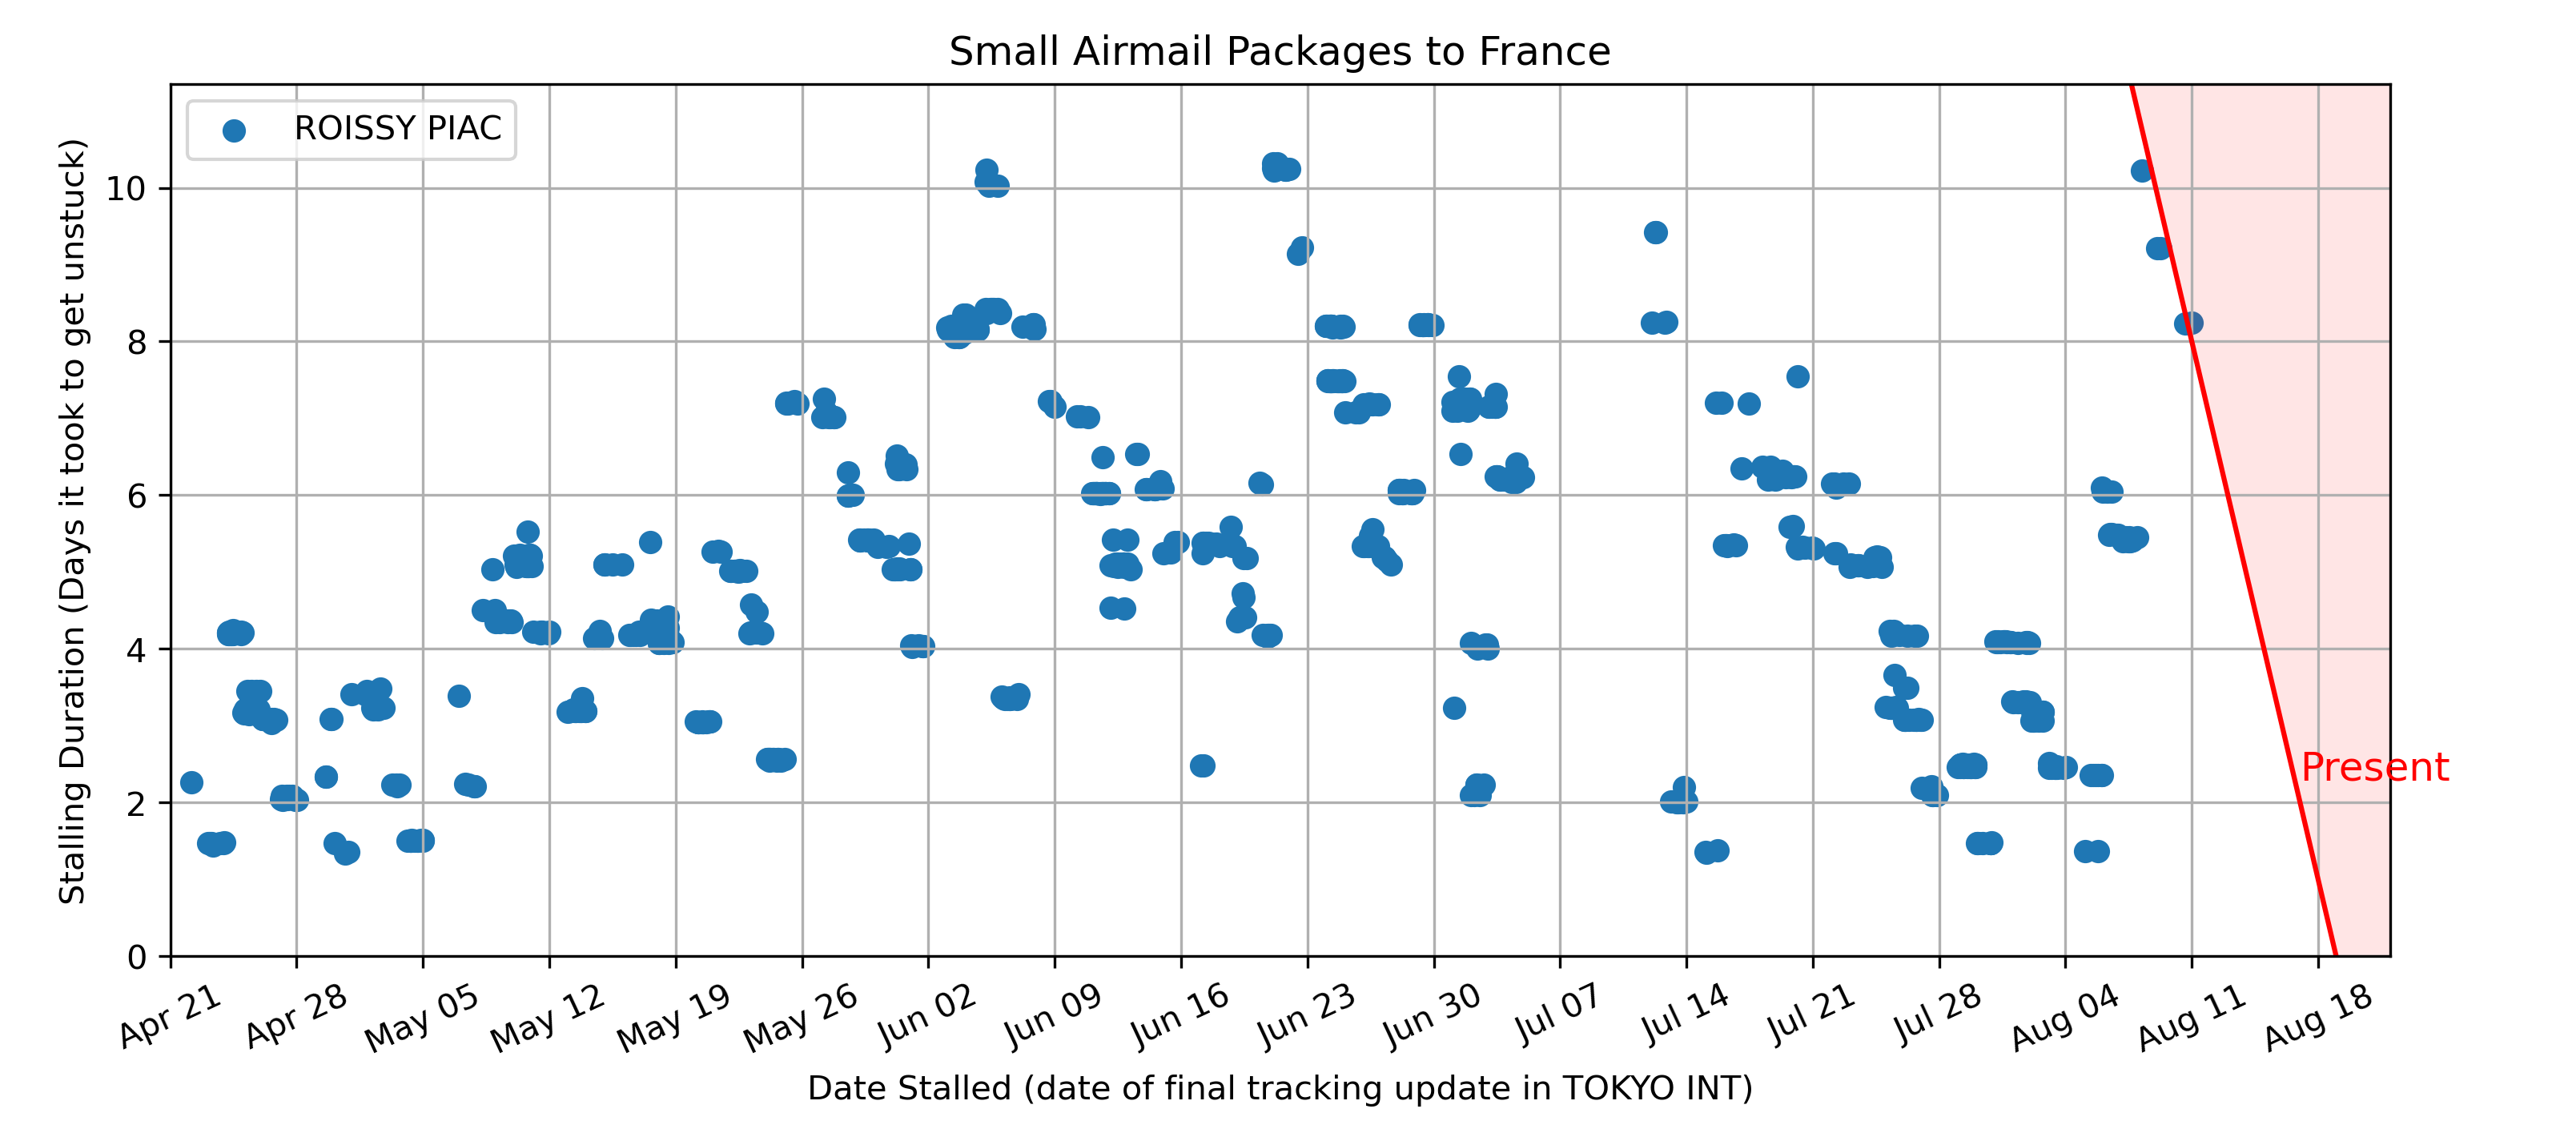 Small Airmail Packages to France
ROISSY PIAC
Stalling Duration (Days it took to get unstuck)
10
8
6
4
2
0
Present
Apr 21 Apr 28 May 05 May 12 May 19 May 26 Jun 02 Jun 09 Jun 16 Jun 23 Jun 30 Jul 07 Jul 14 Jul 21 Jul 28 Aug 04 Aug 11 Aug 18
Date Stalled (date of final tracking update in TOKYO INT)